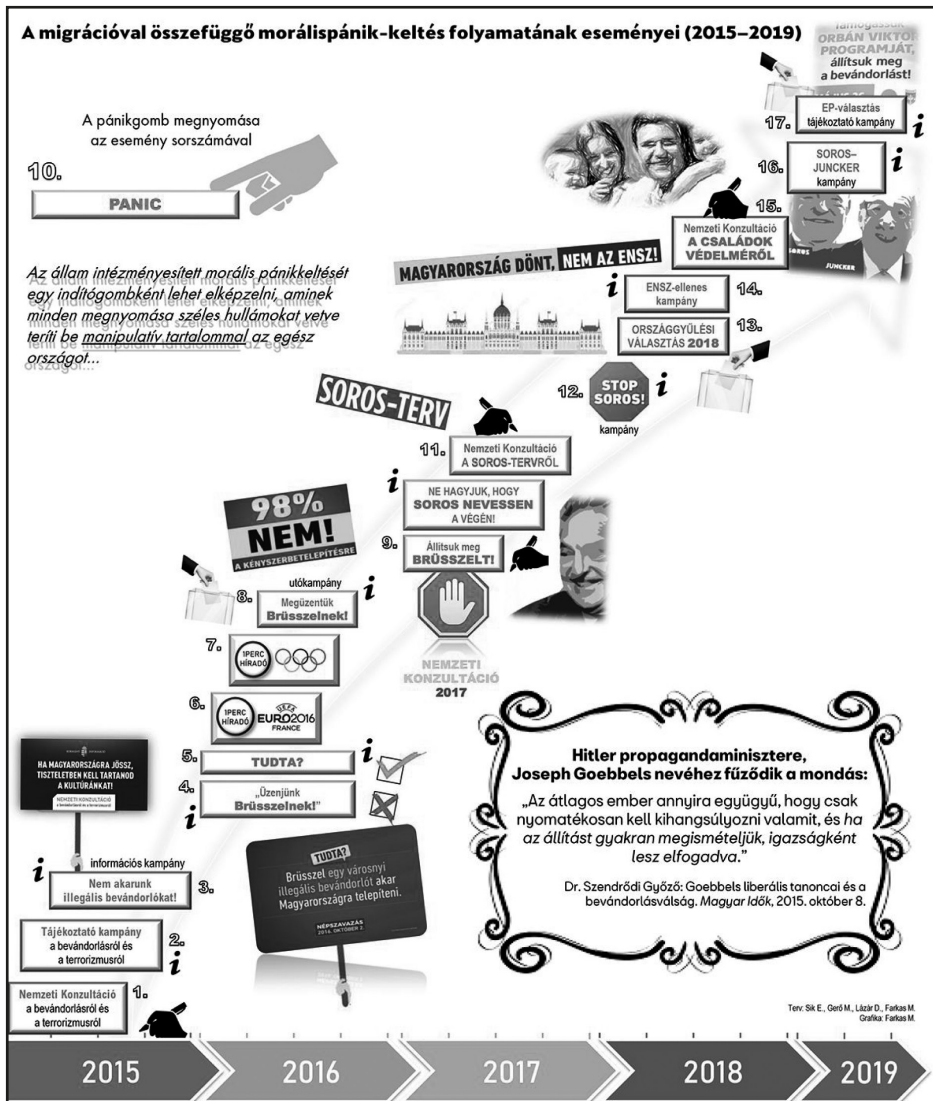 A migrációval összefüggő morálispánik-keltés folyamatának eseményei (2015–2019)
A pánikgomb megnyomása
az esemény sorszámával
10.
PANIC
Az állam intézményesített morális pánikkeltését
egy indítógombként lehet elképzelni, aminek
minden megnyomása széles hullámokat vetve
teríti be manipulatív tartalommal az egész
országot...
ORBÁN VIKTOR
PROGRAMJÁT,
állítsuk meg
a bevándorlást!
17.
EP-választás
tájékoztató kampány
i
16.
SOROS–
JUNCKER
kampány
i
SOROS
JUNCKER
15.
Nemzeti Konzultáció
A CSALÁDOK
VÉDELMÉRŐL
MAGYARORSZÁG DÖNT, NEM AZ ENSZ!
i
ENSZ-ellenes
kampány
14.
ORSZÁGGYŰLÉSI
VÁLASZTÁS 2018
13.
12.
STOP
SOROS!
i
kampány
SOROS-TERV
11.
Nemzeti Konzultáció
A SOROS-TERVRŐL
i
NE HAGYJUK, HOGY
SOROS NEVESSEN
A VÉGÉN!
9.
Állítsuk meg
BRÜSSZELT!
NEMZETI
KONZULTÁCIÓ
2017
98%
NEM!
A KÉNYSZERBETELEPÍTÉSRE
utókampány
i
8.
Megüzentük
Brüsszelnek!
7.
1PERC
HÍRADÓ
6.
1PERC
HÍRADÓ
UEFA
EURO2016
FRANCE
5.
TUDTA?
i
4.
„Üzenjünk
Brüsszelnek!”
i
HA MAGYARORSZÁGRA JÖSSZ,
TISZTELETBEN KELL TARTANOD
A KULTÚRÁNKAT!
NEMZETI KONZULTÁCIÓ
a bevándorlásról és a terrorizmusról
TUDTA?
Brüsszel egy városnyi
illegális bevándorlót akar
Magyarországra telepíteni.
NÉPSZAVAZÁS
2016. OKTÓBER 2.
információs kampány
i
Nem akarunk
illegális bevándorlókat!
3.
Tájékoztató kampány
a bevándorlásról és
a terrorizmusról
2.
i
Nemzeti Konzultáció
a bevándorlásról és
a terrorizmusról
1.
Hitler propagandaminisztere,
Joseph Goebbels nevéhez fűződik a mondás:
„Az átlagos ember annyira együgyű, hogy csak
nyomatékosan kell kihangsúlyozni valamit, és ha
az állítást gyakran megismételjük, igazságként
lesz elfogadva.”
Dr. Szendrődi Győző: Goebbels liberális tanoncai és a
bevándorlásválság. Magyar Idők, 2015. október 8.
Terv: Sik E., Gerő M., Lázár D., Farkas M.
Grafika: Farkas M.
2015
2016
2017
2018
2019